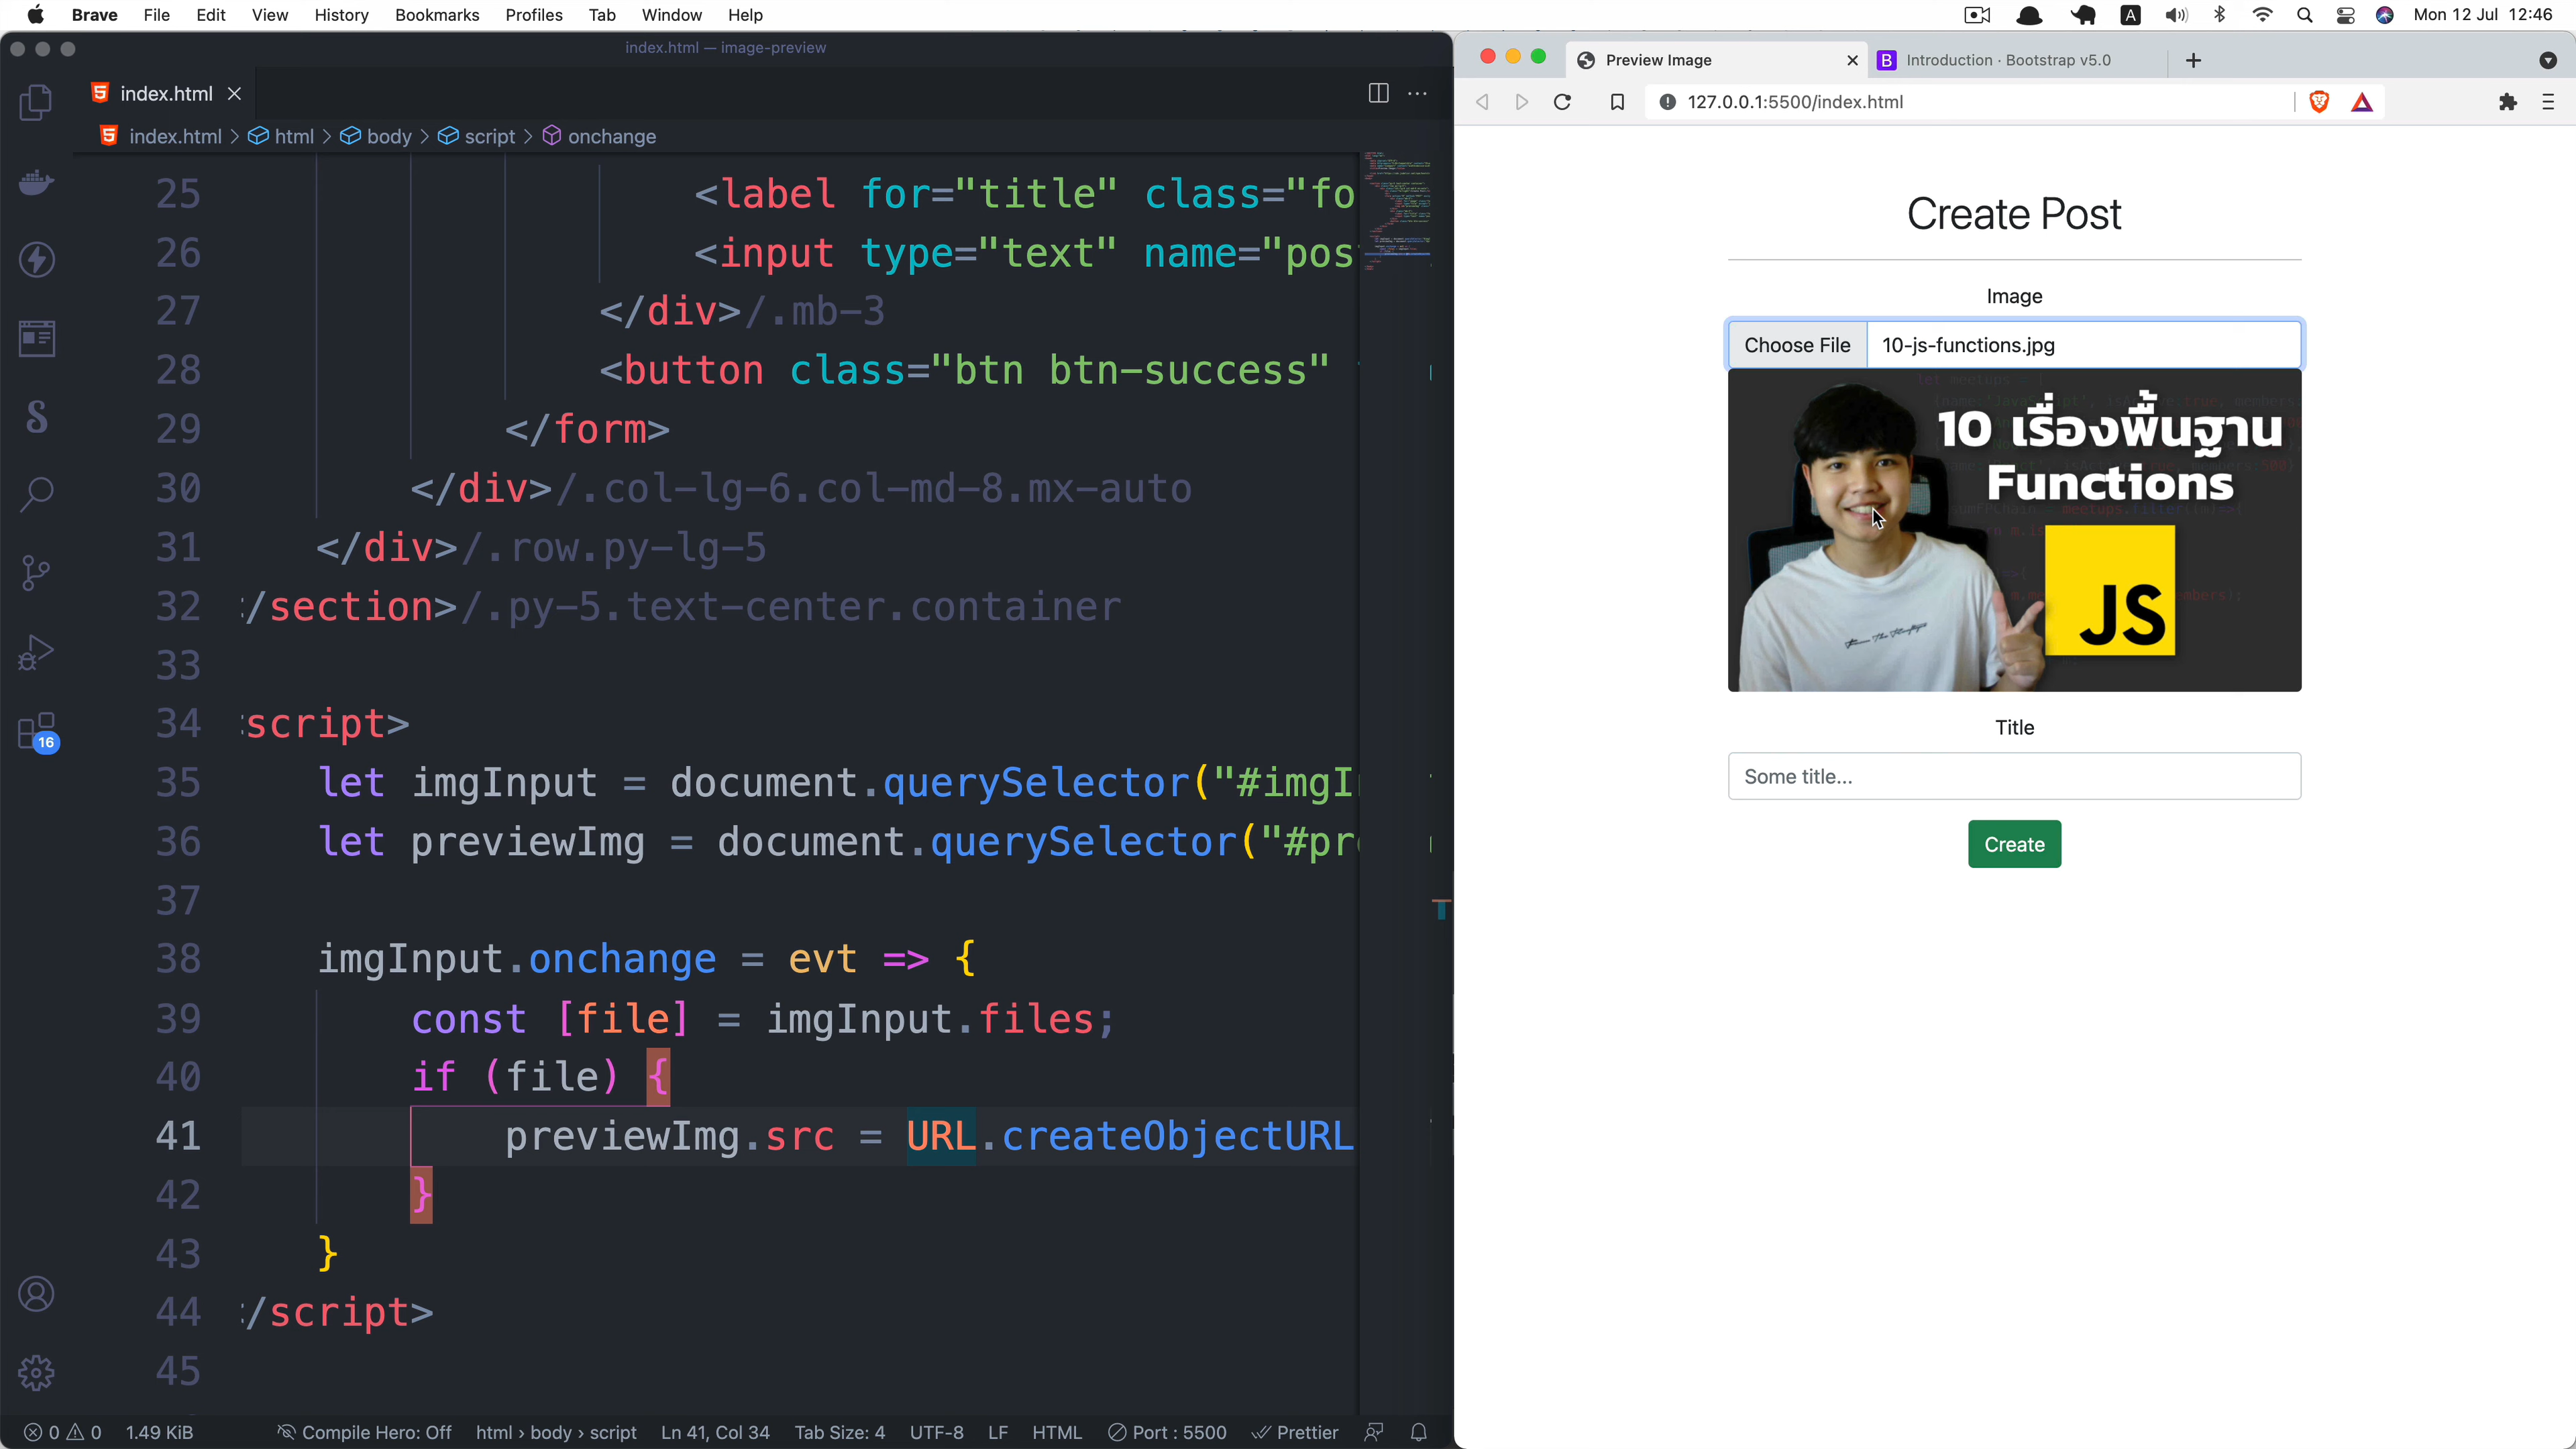 Brave File Edit View History Bookmarks Profiles Tab Window Help
A
Mon 12 Jul 12:46
index.html — image-preview
index.html
index.html > html > body > script > onchange
25 <label for="title" class="fo
26 <input type="text" name="pos
27 </div>/.mb-3
28 <button class="btn btn-success"
29 </form>
30 </div>/.col-lg-6.col-md-8.mx-auto
31 </div>/.row.py-lg-5
32 /section>/.py-5.text-center.container
33
34 script>
35 let imgInput = document.querySelector("#imgI
36 let previewImg = document.querySelector("#pr
37
38 imgInput.onchange = evt => {
39 const [file] = imgInput.files;
40 if (file) {
41 previewImg.src = URL.createObjectURL
42 }
43 }
44 /script>
45
16
0 0 1.49 KiB Compile Hero: Off html › body › script Ln 41, Col 34 Tab Size: 4 UTF-8 LF HTML Port : 5500 Prettier
Preview Image
B Introduction · Bootstrap v5.0
127.0.0.1:5500/index.html
Create Post
Image
Choose File 10-js-functions.jpg
10 เรื่องพื้นฐาน
Functions
JS
Title
Some title...
Create